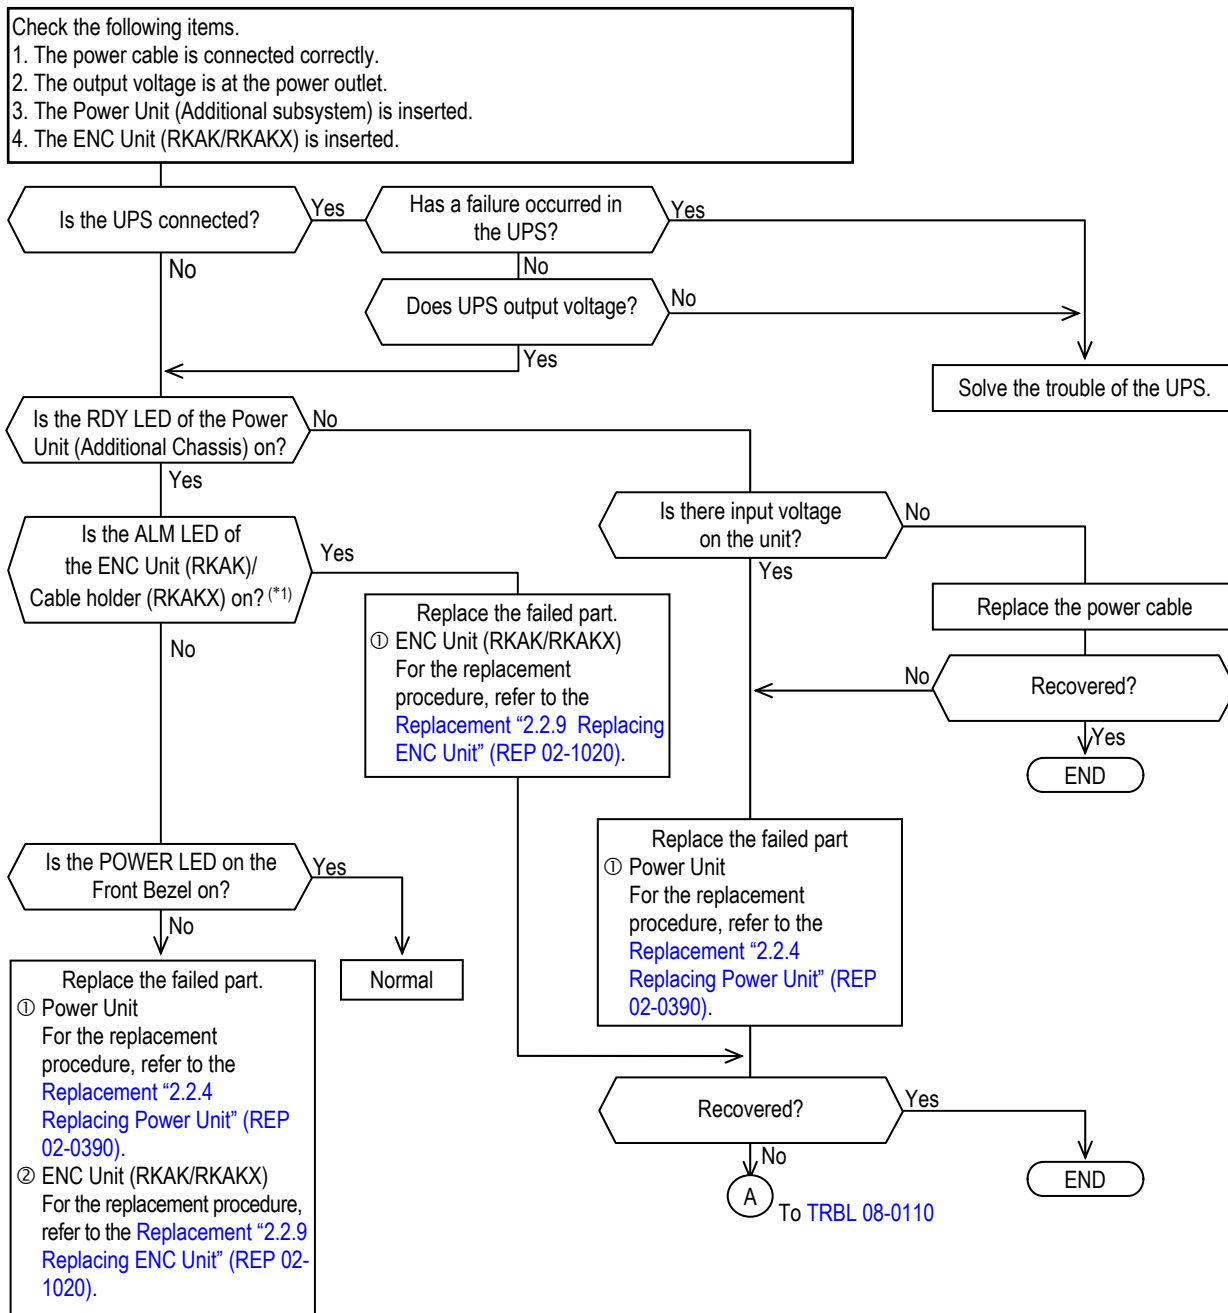 Check the following items.
1. The power cable is connected correctly.
2. The output voltage is at the power outlet.
3. The Power Unit (Additional subsystem) is inserted.
4. The ENC Unit (RKAK/RKAKX) is inserted.
Is the UPS connected?
Yes
No
Has a failure occurred in
the UPS?
Yes
No
Does UPS output voltage?
No
Yes
Solve the trouble of the UPS.
Is the RDY LED of the Power
Unit (Additional Chassis) on?
No
Yes
Is there input voltage
on the unit?
No
Yes
Is the ALM LED of
the ENC Unit (RKAK)/
Cable holder (RKAKX) on? (*1)
Yes
No
Replace the power cable
Recovered?
No
Yes
END
Replace the failed part.
① ENC Unit (RKAK/RKAKX)
For the replacement
procedure, refer to the
Replacement “2.2.9 Replacing
ENC Unit” (REP 02-1020).
Is the POWER LED on the
Front Bezel on?
Yes
No
Normal
Replace the failed part
① Power Unit
For the replacement
procedure, refer to the
Replacement “2.2.4
Replacing Power Unit” (REP
02-0390).
Replace the failed part.
① Power Unit
For the replacement
procedure, refer to the
Replacement “2.2.4
Replacing Power Unit” (REP
02-0390).
② ENC Unit (RKAK/RKAKX)
For the replacement procedure,
refer to the Replacement “2.2.9
Replacing ENC Unit” (REP 02-
1020).
Recovered?
Yes
No
END
A
To TRBL 08-0110